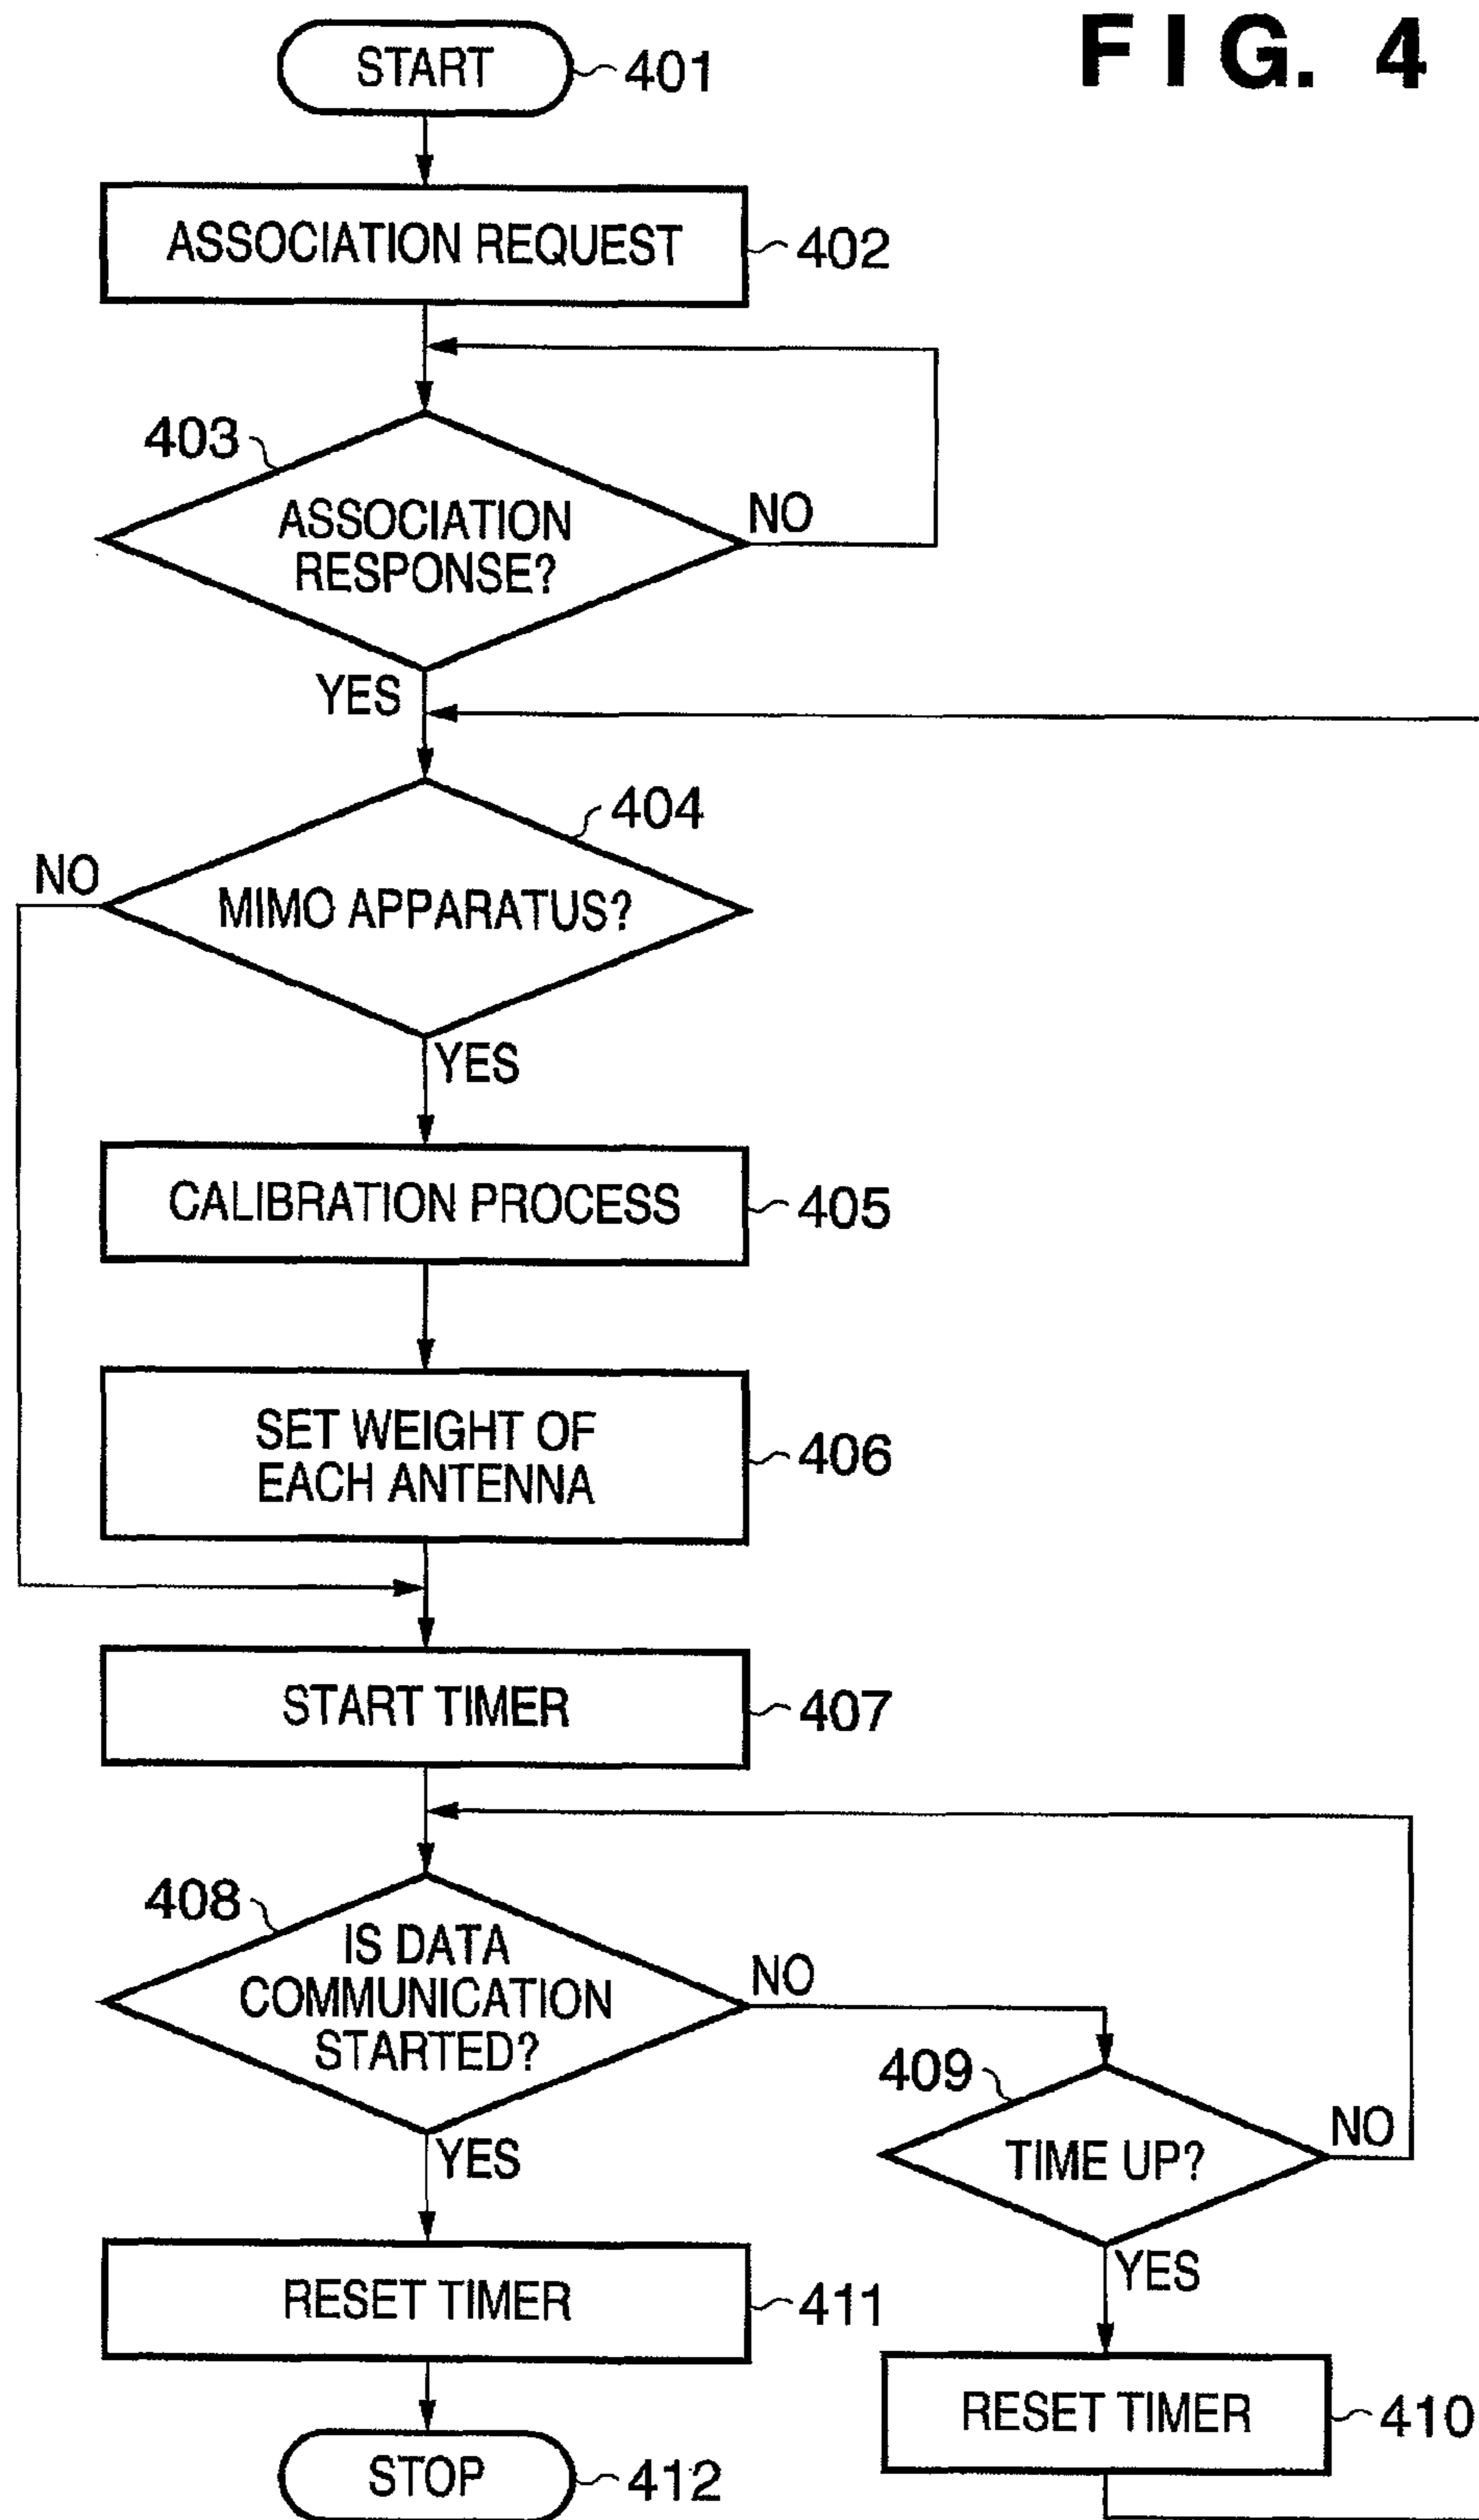 FIG. 4
START
401
ASSOCIATION REQUEST
402
403
ASSOCIATION
RESPONSE?
NO
YES
404
NO
MIMO APPARATUS?
YES
CALIBRATION PROCESS
405
SET WEIGHT OF
EACH ANTENNA
406
START TIMER
407
408
IS DATA
COMMUNICATION
STARTED?
NO
YES
409
TIME UP?
NO
YES
RESET TIMER
411
RESET TIMER
410
STOP
412